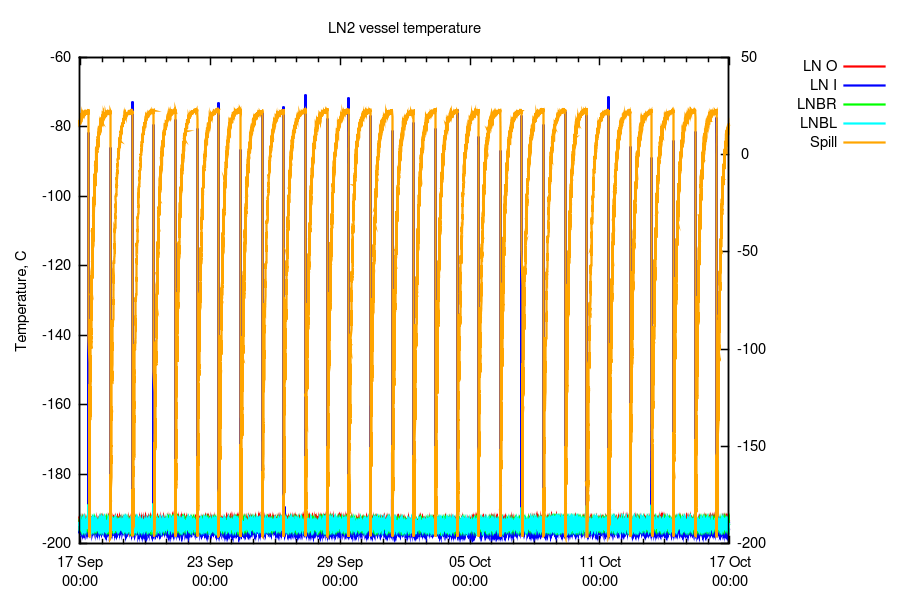 LN2 vessel temperature
-60
-80
-100
-120
-140
-160
-180
-200
Temperature, C
50
0
-50
-100
-150
-200
17 Sep
00:00
23 Sep
00:00
29 Sep
00:00
05 Oct
00:00
11 Oct
00:00
17 Oct
00:00
LN O
LN I
LNBR
LNBL
Spill